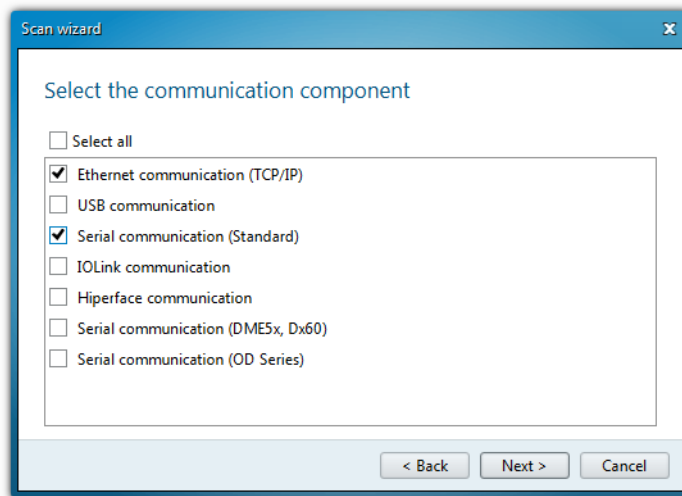 Scan wizard
Select the communication component
Select all
Ethernet communication (TCP/IP)
USB communication
Serial communication (Standard)
IOLink communication
Hiperface communication
Serial communication (DME5x, Dx60)
Serial communication (OD Series)
< Back Next > Cancel